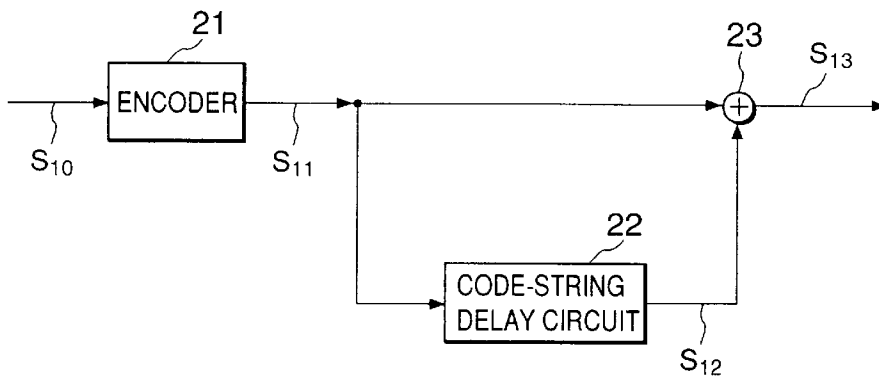 21
ENCODER
S10
S11
23
+
S13
22
CODE-STRING
DELAY CIRCUIT
S12